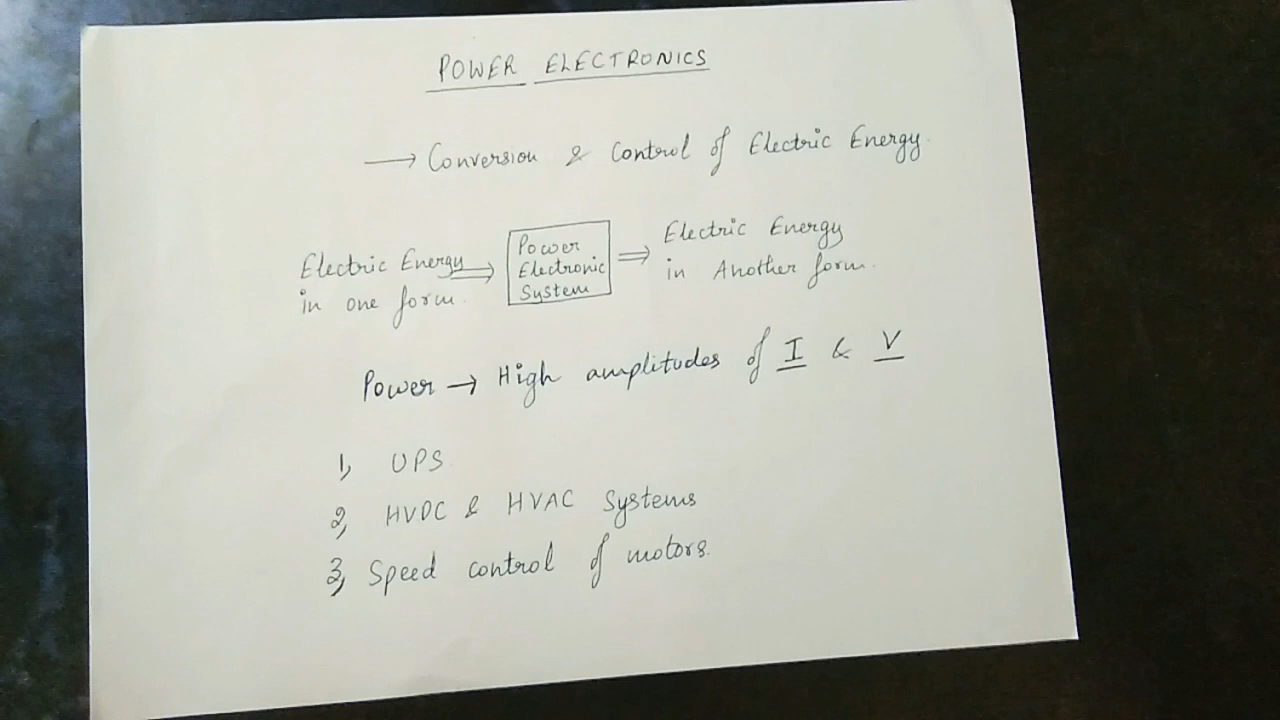 POWER ELECTRONICS
→ Conversion & Control of Electric Energy.
Electric Energy
in one form.
⇒
Power
Electronic
System
⇒
Electric Energy
in Another form.
Power → High amplitudes of I & V
1, UPS
2, HVDC & HVAC Systems
3, Speed control of motors.